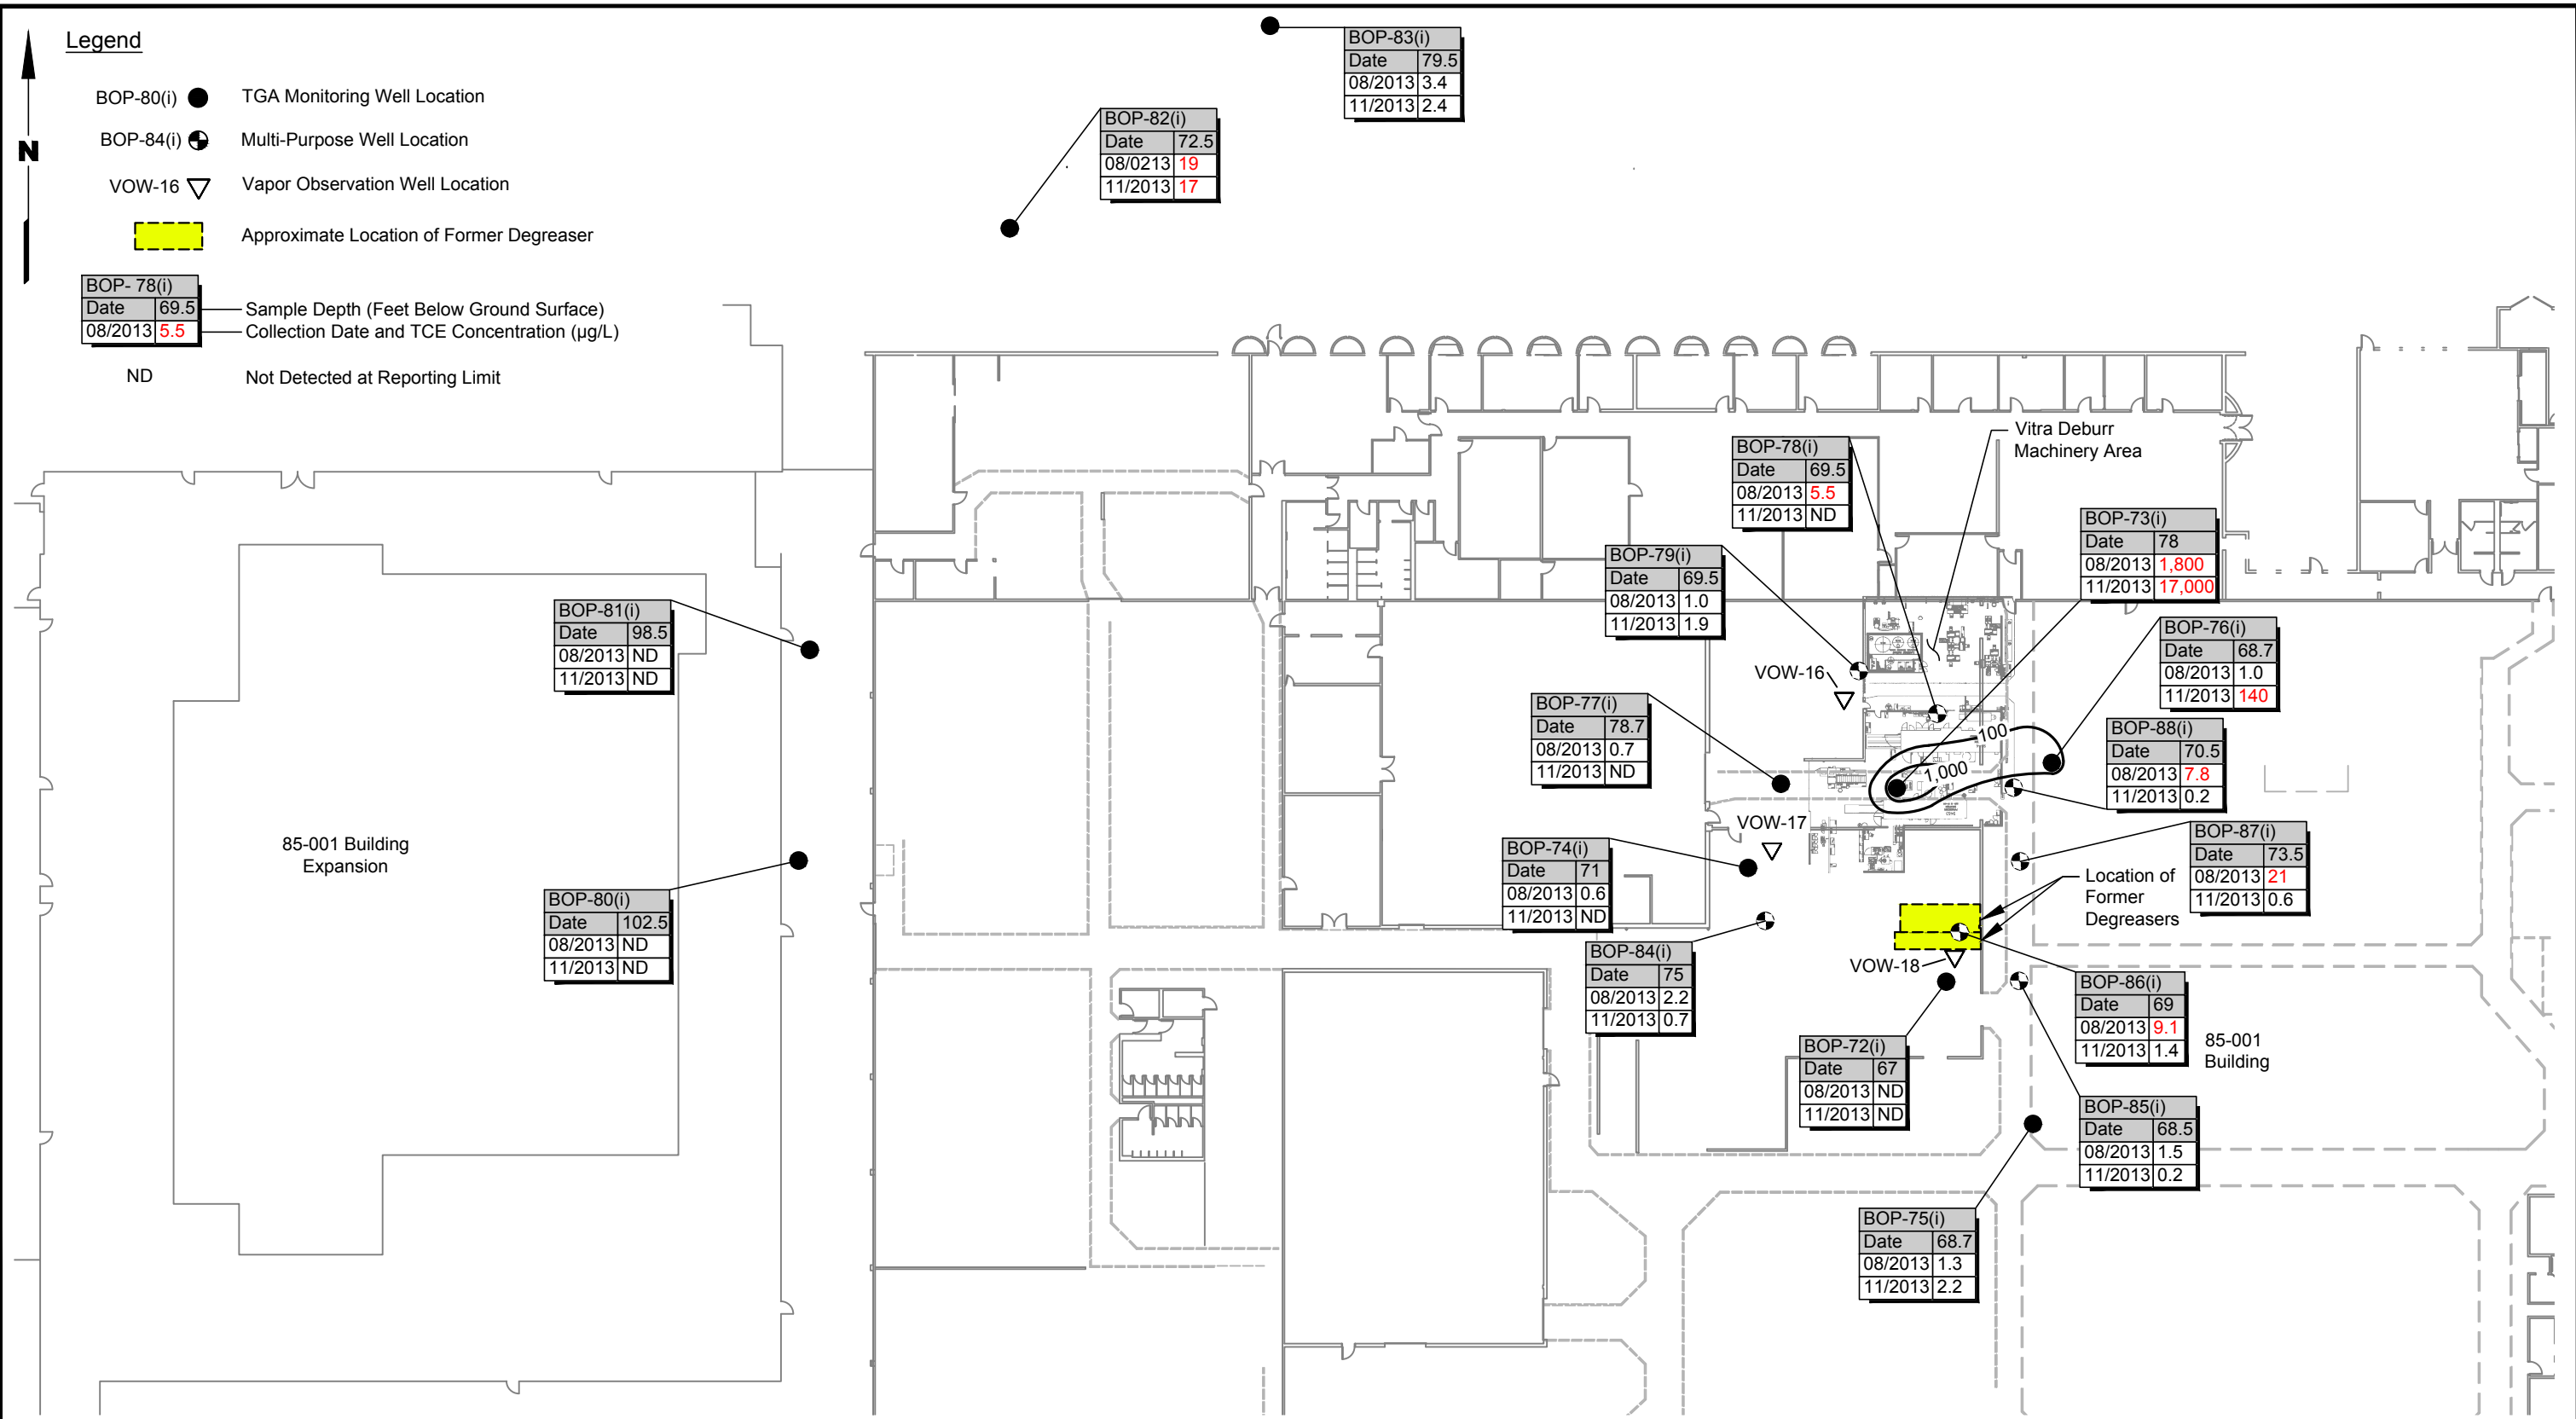 Legend
N
BOP-80(i)
TGA Monitoring Well Location
BOP-84(i)
Multi-Purpose Well Location
VOW-16
Vapor Observation Well Location
Approximate Location of Former Degreaser
BOP- 78(i)
Date 69.5
08/2013 5.5
Sample Depth (Feet Below Ground Surface)
Collection Date and TCE Concentration (µg/L)
ND
Not Detected at Reporting Limit
BOP-83(i)
Date 79.5
08/2013 3.4
11/2013 2.4
BOP-82(i)
Date 72.5
08/0213 19
11/2013 17
BOP-78(i)
Date 69.5
08/2013 5.5
11/2013 ND
Vitra Deburr
Machinery Area
BOP-73(i)
Date 78
08/2013 1,800
11/2013 17,000
BOP-79(i)
Date 69.5
08/2013 1.0
11/2013 1.9
BOP-81(i)
Date 98.5
08/2013 ND
11/2013 ND
BOP-76(i)
Date 68.7
08/2013 1.0
11/2013 140
VOW-16
BOP-77(i)
Date 78.7
08/2013 0.7
11/2013 ND
100
1,000
BOP-88(i)
Date 70.5
08/2013 7.8
11/2013 0.2
VOW-17
BOP-87(i)
Date 73.5
08/2013 21
11/2013 0.6
85-001 Building
Expansion
BOP-74(i)
Date 71
08/2013 0.6
11/2013 ND
Location of
Former
Degreasers
BOP-80(i)
Date 102.5
08/2013 ND
11/2013 ND
BOP-84(i)
Date 75
08/2013 2.2
11/2013 0.7
VOW-18
BOP-86(i)
Date 69
08/2013 9.1
11/2013 1.4
85-001
Building
BOP-72(i)
Date 67
08/2013 ND
11/2013 ND
BOP-85(i)
Date 68.5
08/2013 1.5
11/2013 0.2
BOP-75(i)
Date 68.7
08/2013 1.3
11/2013 2.2